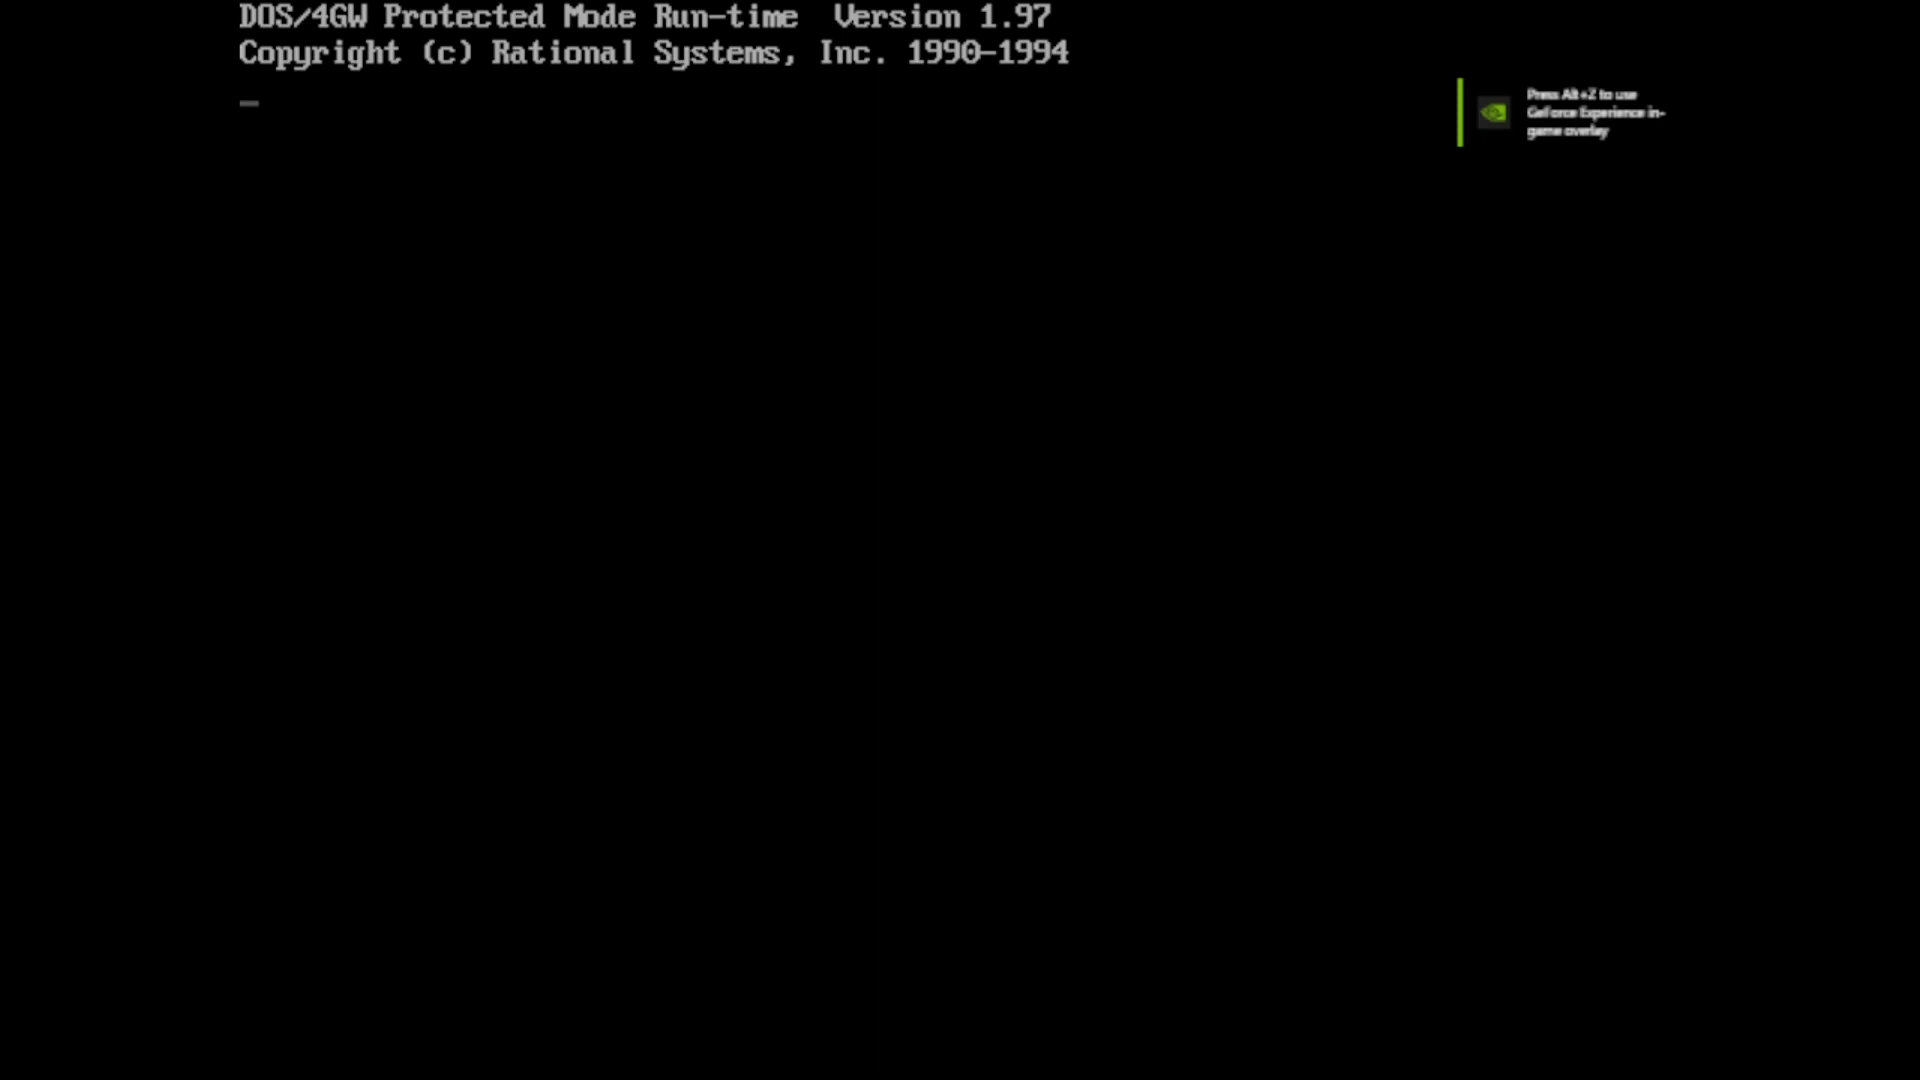 DOS/4GW Protected Mode Run-time  Version 1.97
Copyright (c) Rational Systems, Inc. 1990-1994
Press Alt+Z to use
GeForce Experience in-
game overlay